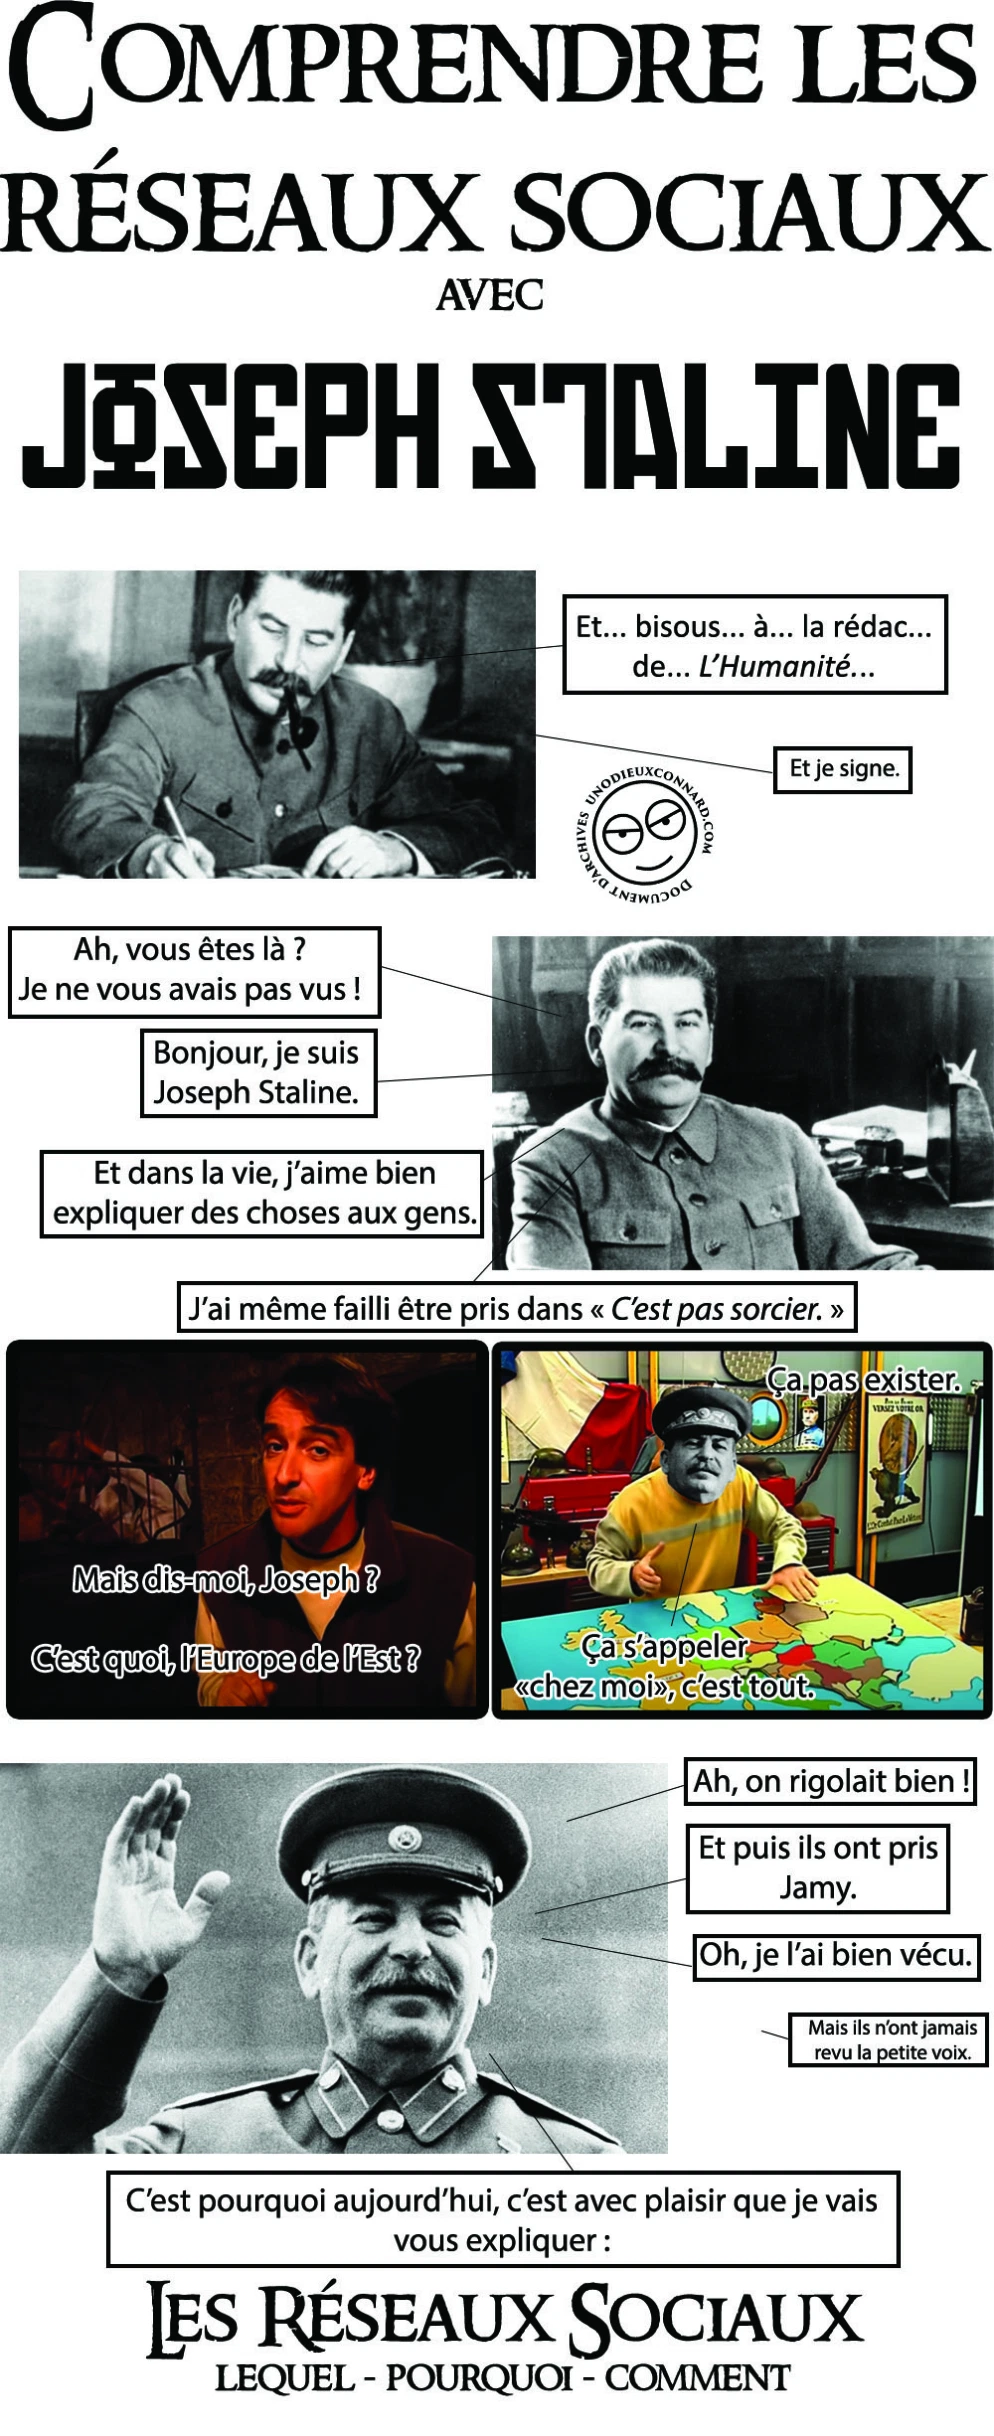 COMPRENDRE LES
RÉSEAUX SOCIAUX
AVEC
JOSEPH STALINE
Et... bisous... à... la rédac...
de... L'Humanité...
Et je signe.
UNODIEUXCONNARD.COM
DOCUMENT D'ARCHIVES
Ah, vous êtes là ?
Je ne vous avais pas vus !
Bonjour, je suis
Joseph Staline.
Et dans la vie, j'aime bien
expliquer des choses aux gens.
J'ai même failli être pris dans « C'est pas sorcier. »
Mais dis-moi, Joseph ?
C'est quoi, l'Europe de l'Est ?
Ça pas exister.
VERSEZ VOTRE OR
Ça s'appeler
«chez moi», c'est tout.
Ah, on rigolait bien !
Et puis ils ont pris
Jamy.
Oh, je l'ai bien vécu.
Mais ils n'ont jamais
revu la petite voix.
C'est pourquoi aujourd'hui, c'est avec plaisir que je vais
vous expliquer :
LES RÉSEAUX SOCIAUX
LEQUEL - POURQUOI - COMMENT